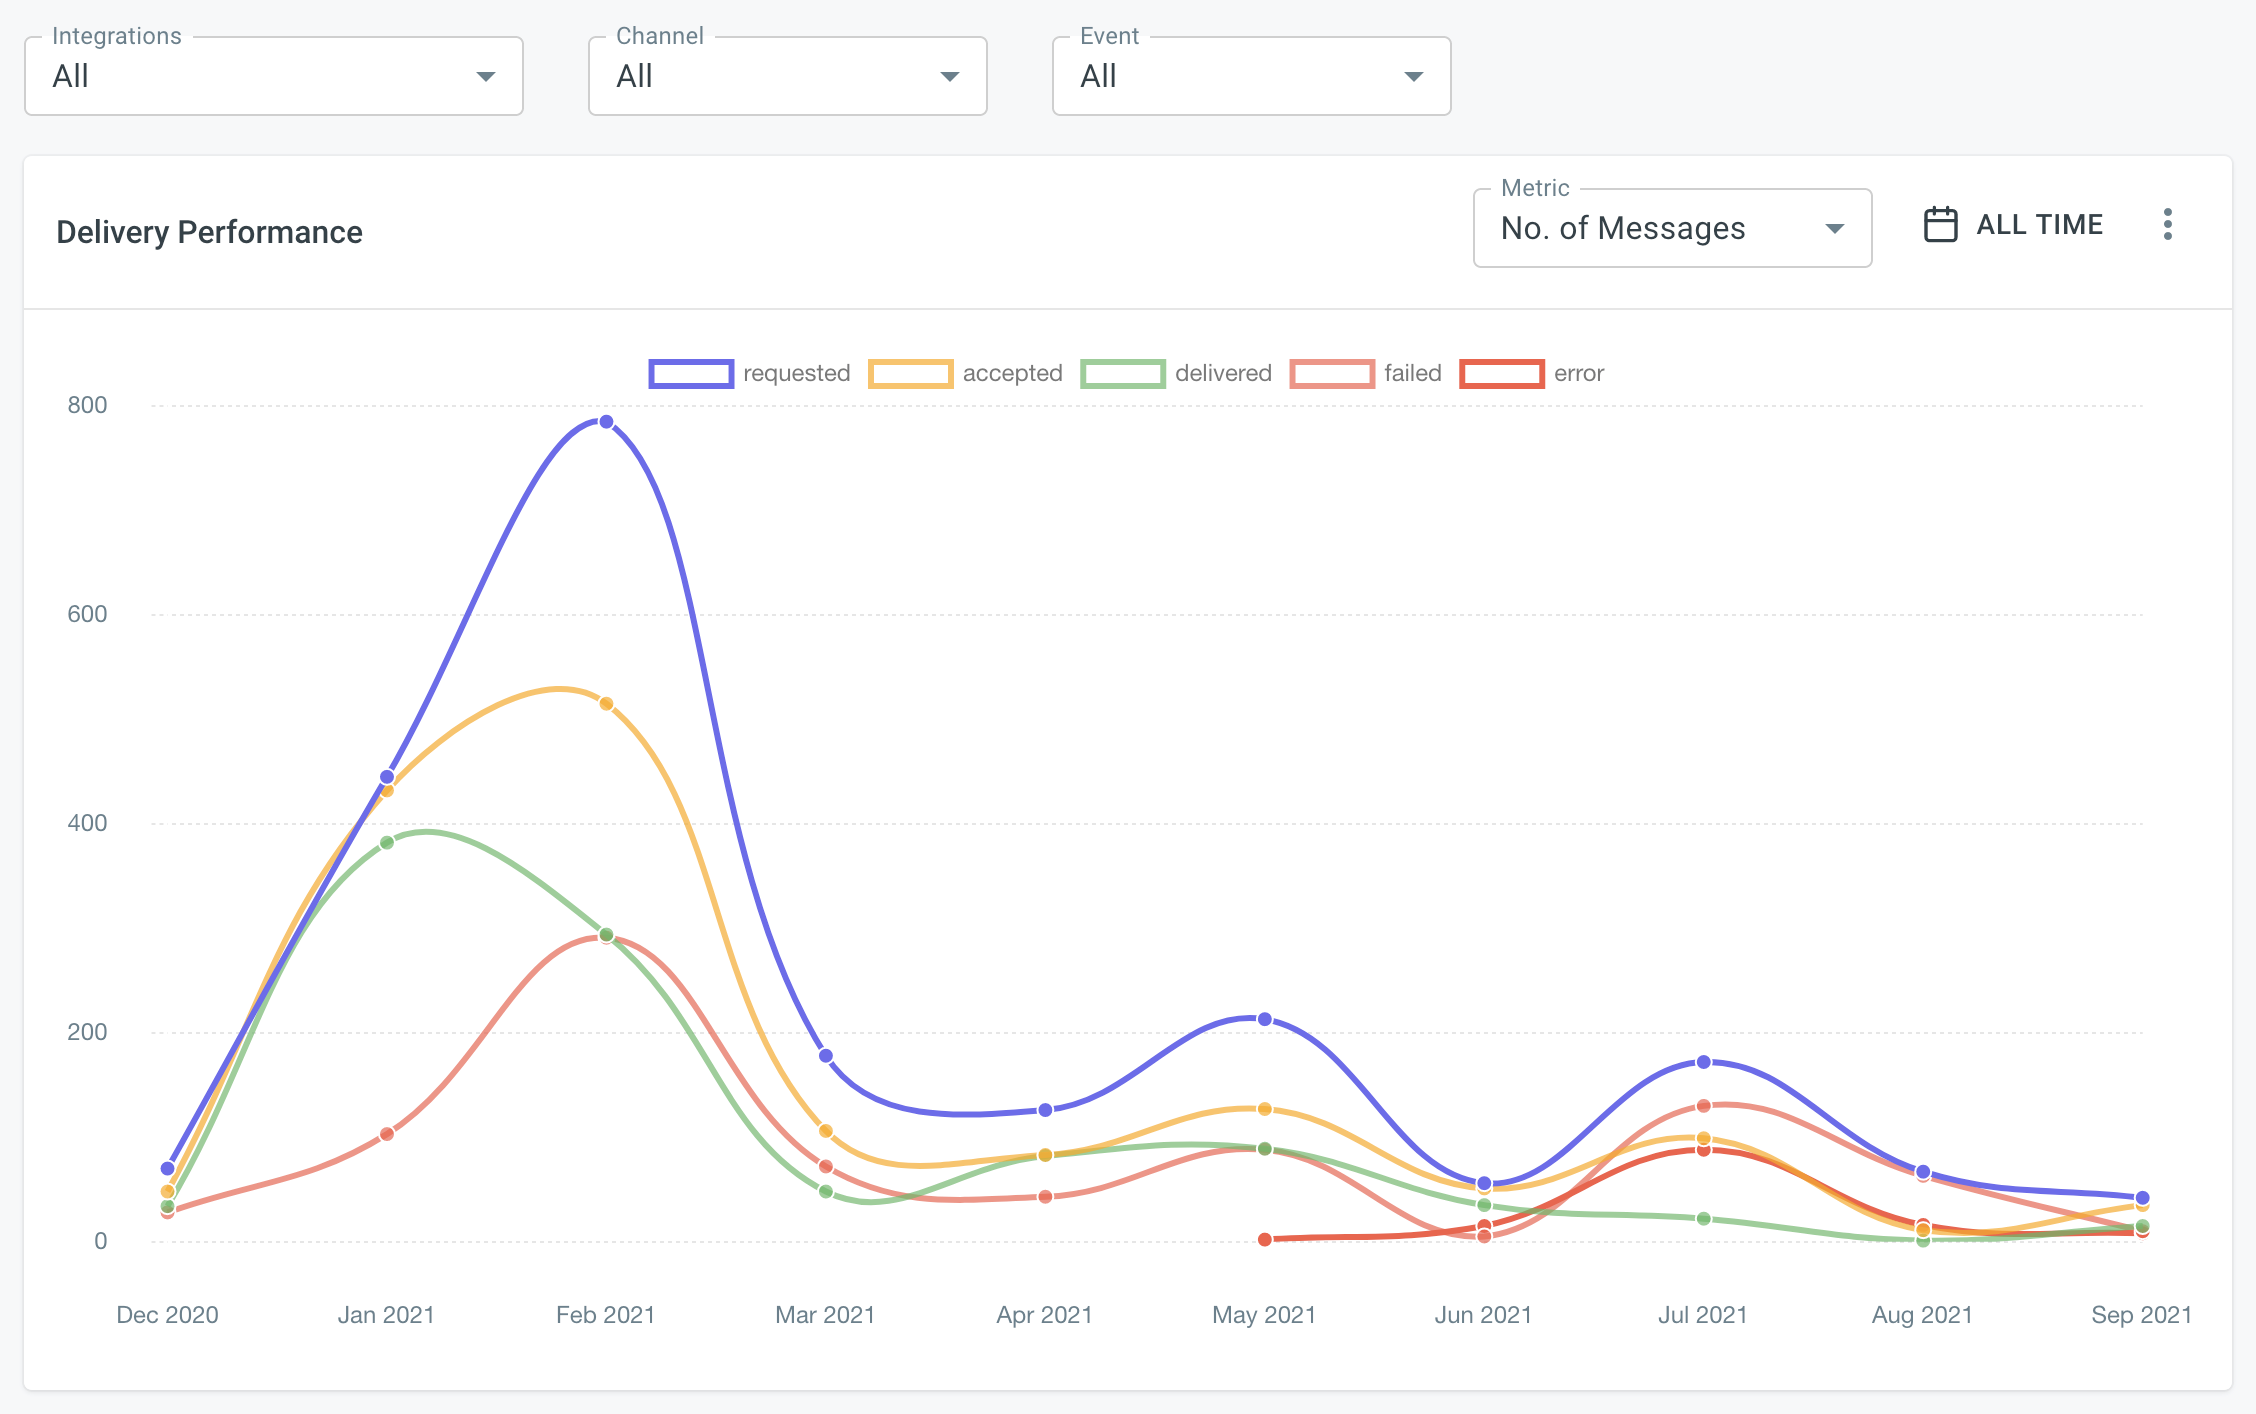 Integrations Channel Event
All All All
Metric
Delivery Performance No. of Messages ALL TIME
requested accepted delivered failed error
800
600
400
200
0
Dec 2020 Jan 2021 Feb 2021 Mar 2021 Apr 2021 May 2021 Jun 2021 Jul 2021 Aug 2021 Sep 2021